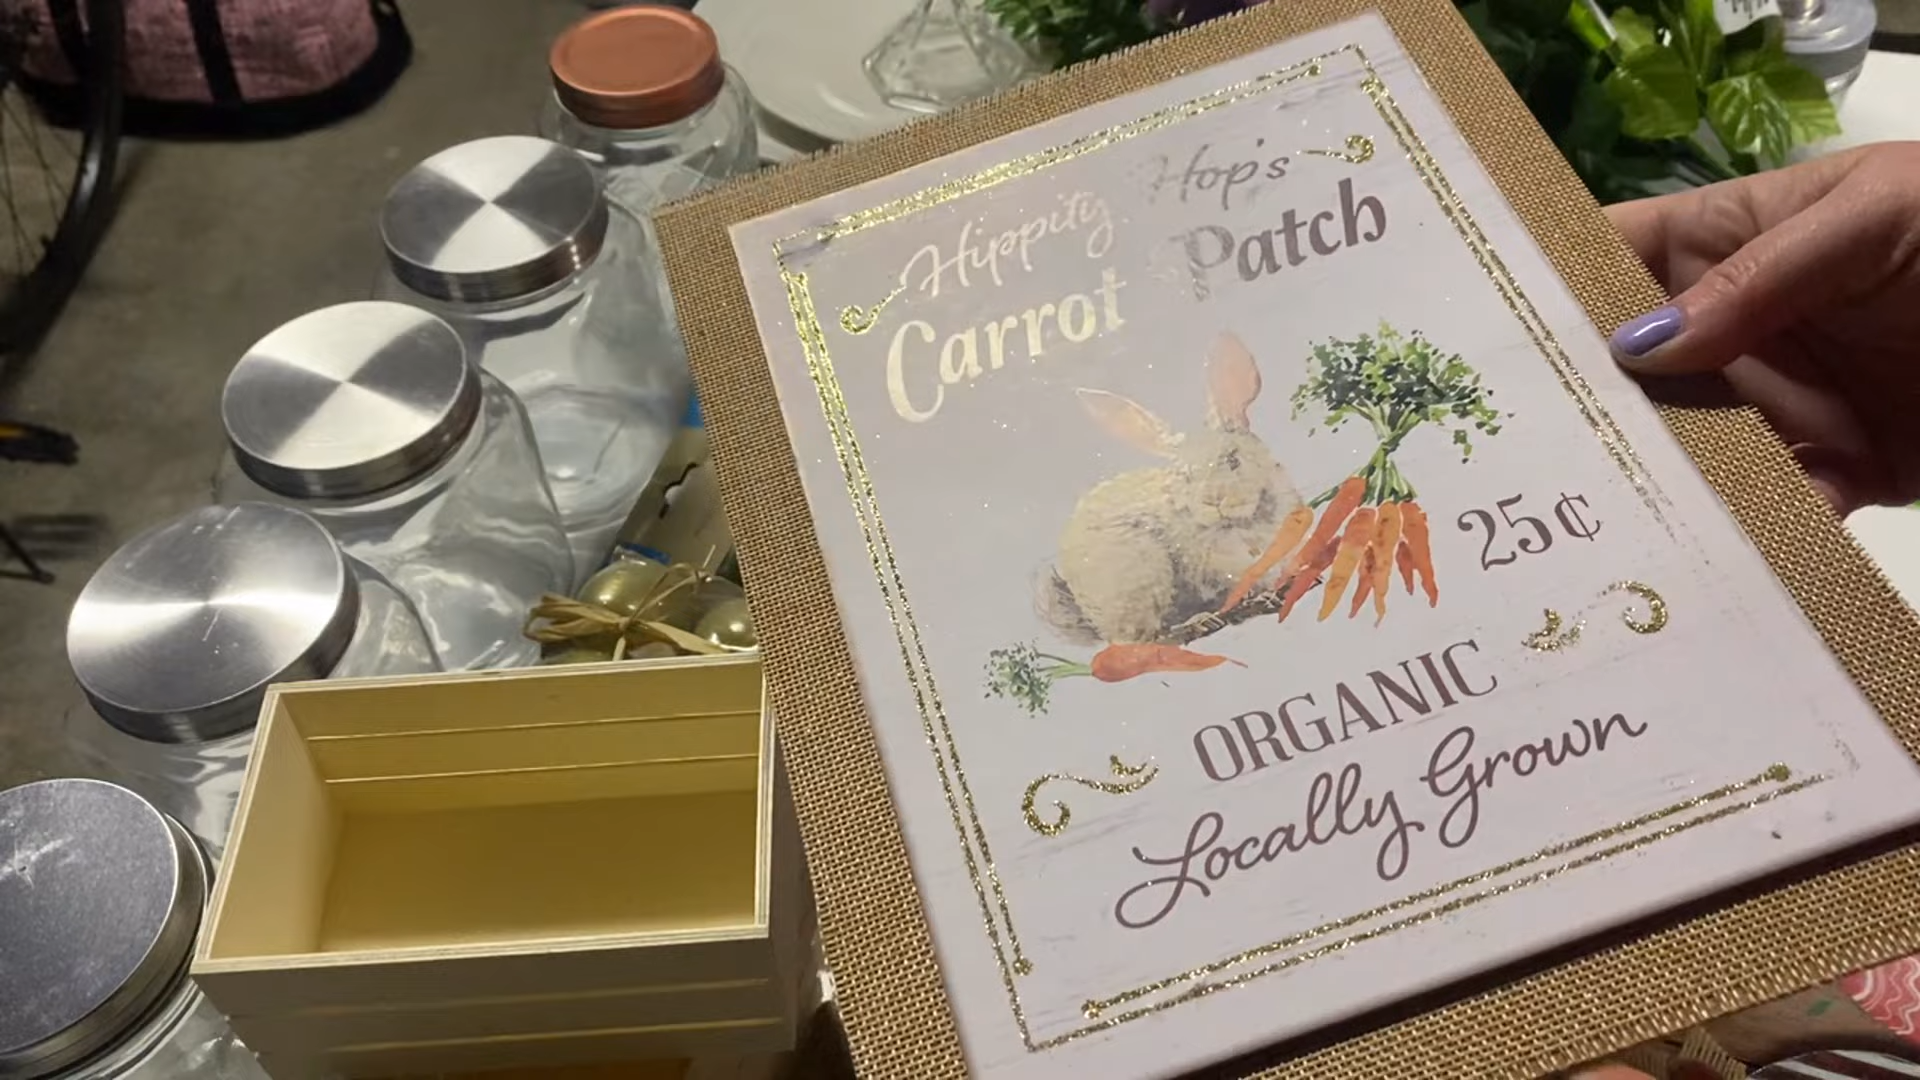 Hippity Hop's
Carrot Patch
25¢
ORGANIC
Locally Grown